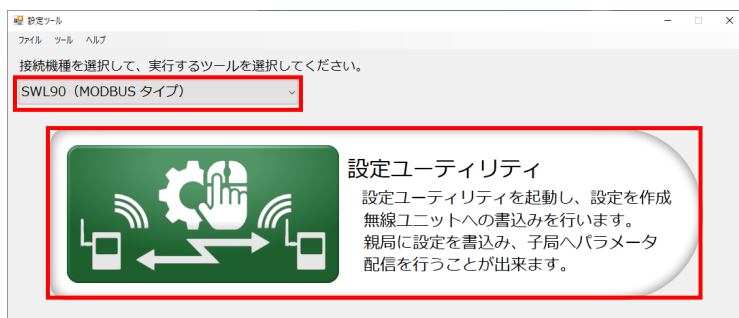 設定ツール
ファイル ツール ヘルプ
接続機種を選択して、実行するツールを選択してください。
SWL90（MODBUS タイプ）
設定ユーティリティ
設定ユーティリティを起動し、設定を作成
無線ユニットへの書込みを行います。
親局に設定を書込み、子局へパラメータ
配信を行うことが出来ます。